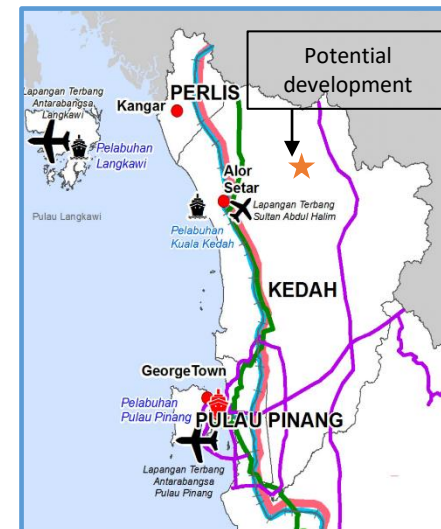 Potential
development
PERLIS
Lapangan Terbang
Antarabangsa
Langkawi
Kangar
Pelabuhan
Langkawi
Alor
Setar
Pulau Langkawi
Lapangan Terbang
Sultan Abdul Halim
Pelabuhan
Kuala Kedah
KEDAH
GeorgeTown
Pelabuhan
Pulau Pinang
PULAU PINANG
Lapangan Terbang
Antarabangsa
Pulau Pinang